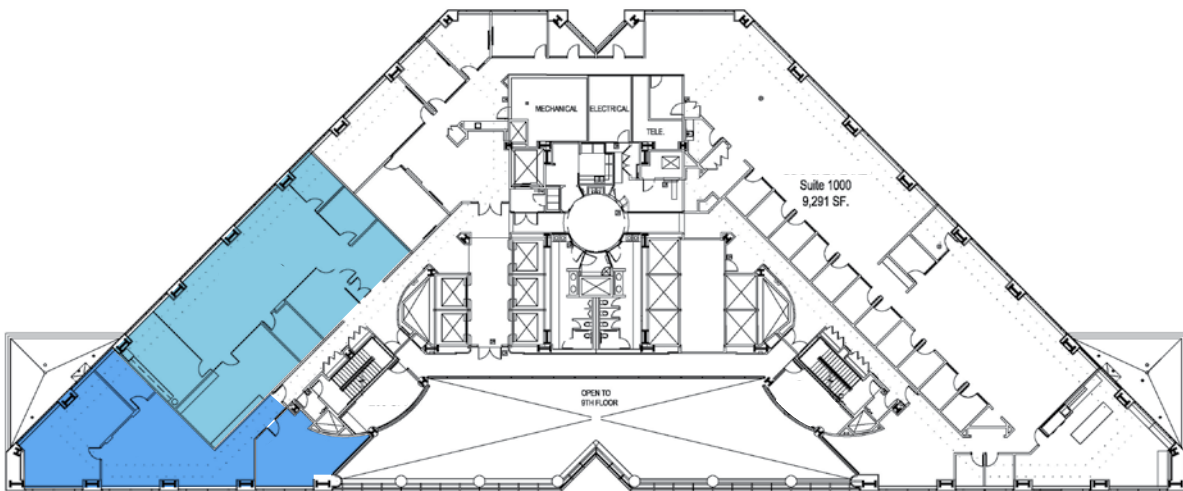 MECHANICAL
ELECTRICAL
TELE.
Suite 1000
9,291 SF.
OPEN TO
9TH FLOOR